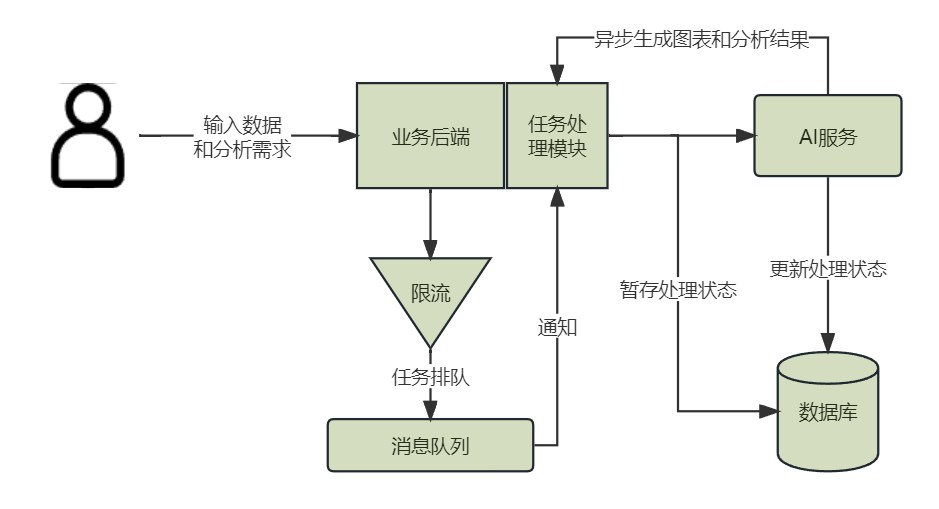 异步生成图表和分析结果
输入数据
和分析需求
业务后端
任务处
理模块
AI服务
限流
更新处理状态
暂存处理状态
通知
任务排队
数据库
消息队列